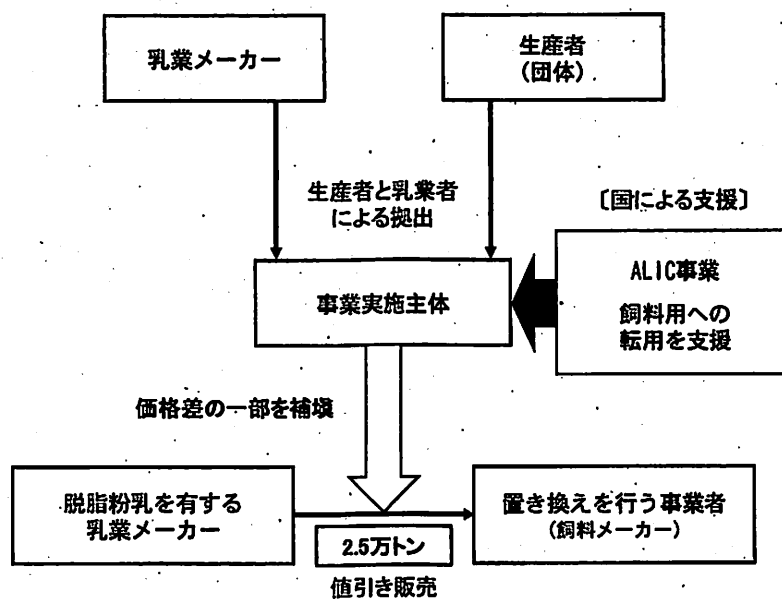 乳業メーカー
生産者
(団体)
生産者と乳業者
による拠出
〔国による支援〕
事業実施主体
ALIC事業
飼料用への
転用を支援
価格差の一部を補塡
脱脂粉乳を有する
乳業メーカー
2.5万トン
値引き販売
置き換えを行う事業者
(飼料メーカー)